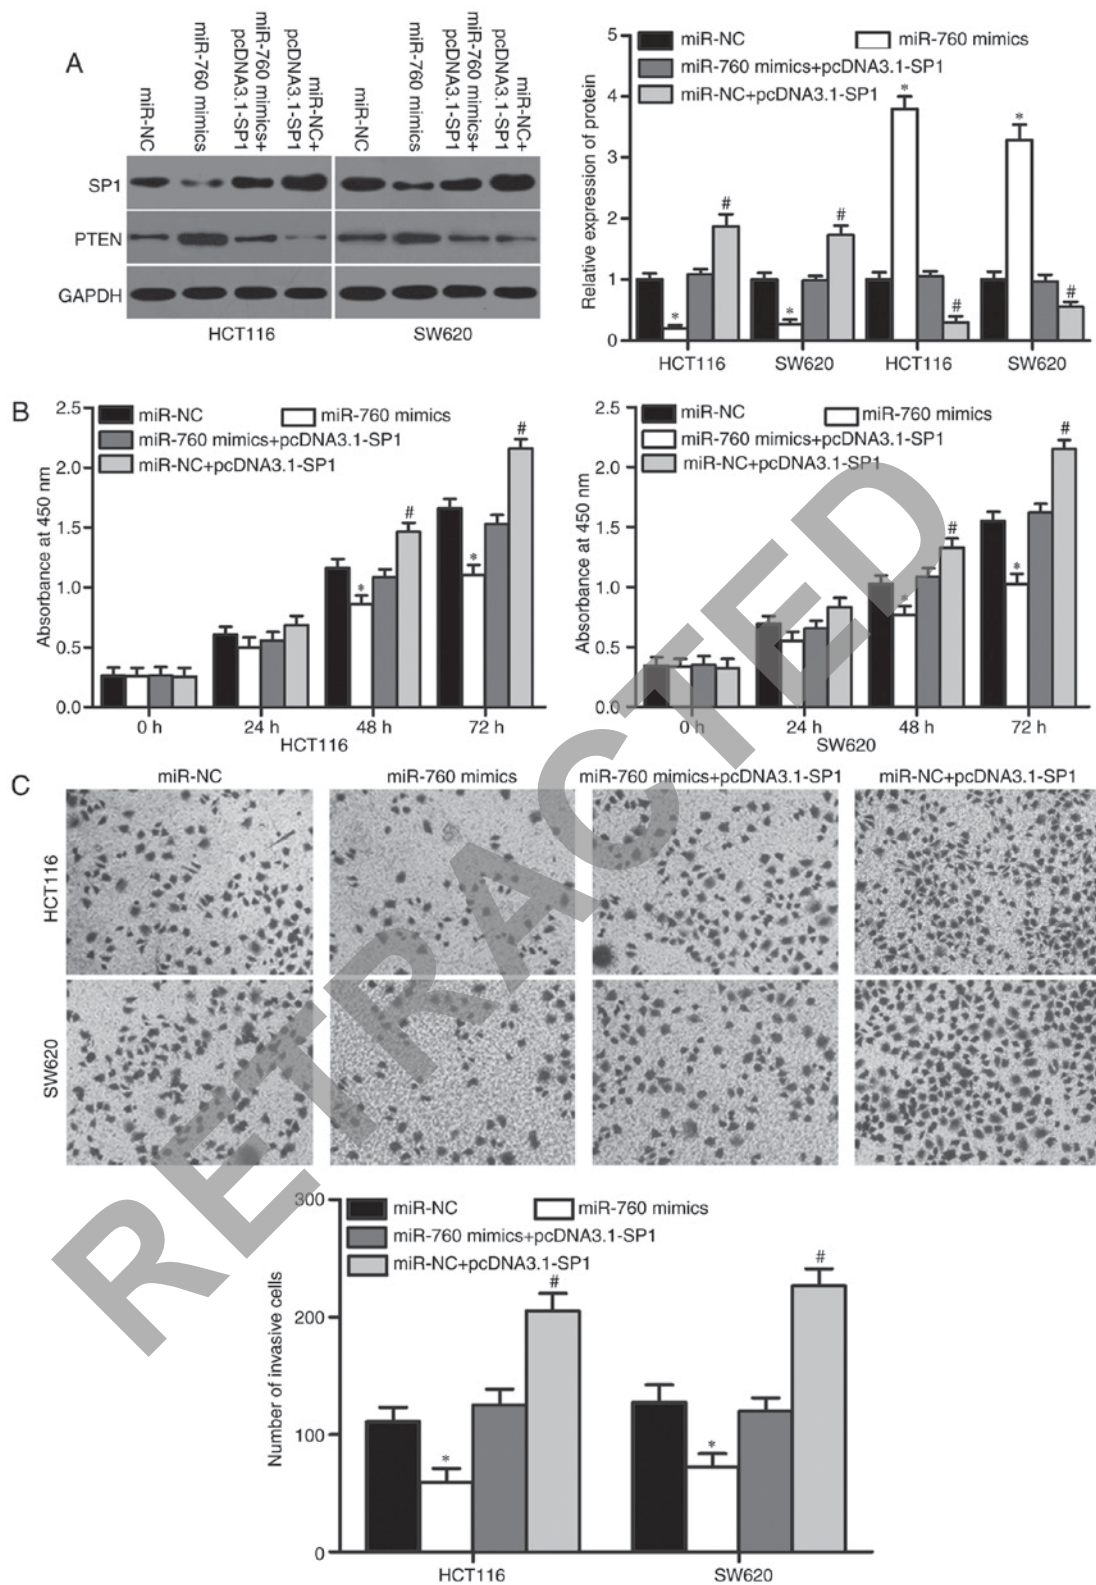 A
miR-NC
miR-760 mimics
miR-760 mimics+
pcDNA3.1-SP1
miR-NC+
pcDNA3.1-SP1
miR-NC
miR-760 mimics
miR-760 mimics+
pcDNA3.1-SP1
miR-NC+
pcDNA3.1-SP1
SP1
PTEN
GAPDH
HCT116 SW620
Relative expression of protein
5
4
3
2
1
0
miR-NC miR-760 mimics
miR-760 mimics+pcDNA3.1-SP1
miR-NC+pcDNA3.1-SP1
* * # # * * # #
HCT116 SW620 HCT116 SW620
B
Absorbance at 450 nm
2.5
2.0
1.5
1.0
0.5
0.0
miR-NC miR-760 mimics
miR-760 mimics+pcDNA3.1-SP1
miR-NC+pcDNA3.1-SP1
* # * #
0 h 24 h 48 h 72 h
HCT116
Absorbance at 450 nm
2.5
2.0
1.5
1.0
0.5
0.0
miR-NC miR-760 mimics
miR-760 mimics+pcDNA3.1-SP1
miR-NC+pcDNA3.1-SP1
* # * #
0 h 24 h 48 h 72 h
SW620
C
miR-NC miR-760 mimics miR-760 mimics+pcDNA3.1-SP1 miR-NC+pcDNA3.1-SP1
HCT116
SW620
Number of invasive cells
300
200
100
0
miR-NC miR-760 mimics
miR-760 mimics+pcDNA3.1-SP1
miR-NC+pcDNA3.1-SP1
* # * #
HCT116 SW620
RETRACTED